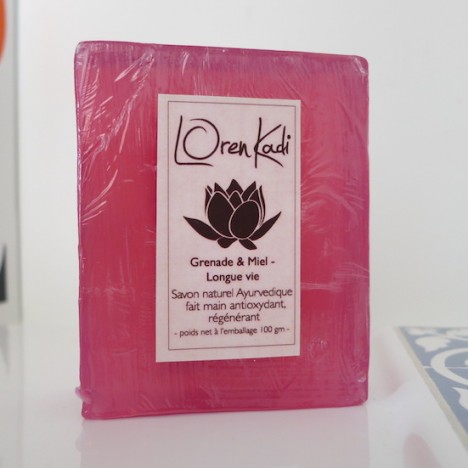 Loren Kadi
Grenade & Miel -
Longue vie
Savon naturel Ayurvedique
fait main antioxydant,
régénérant
- poids net à l'emballage 100 gm -